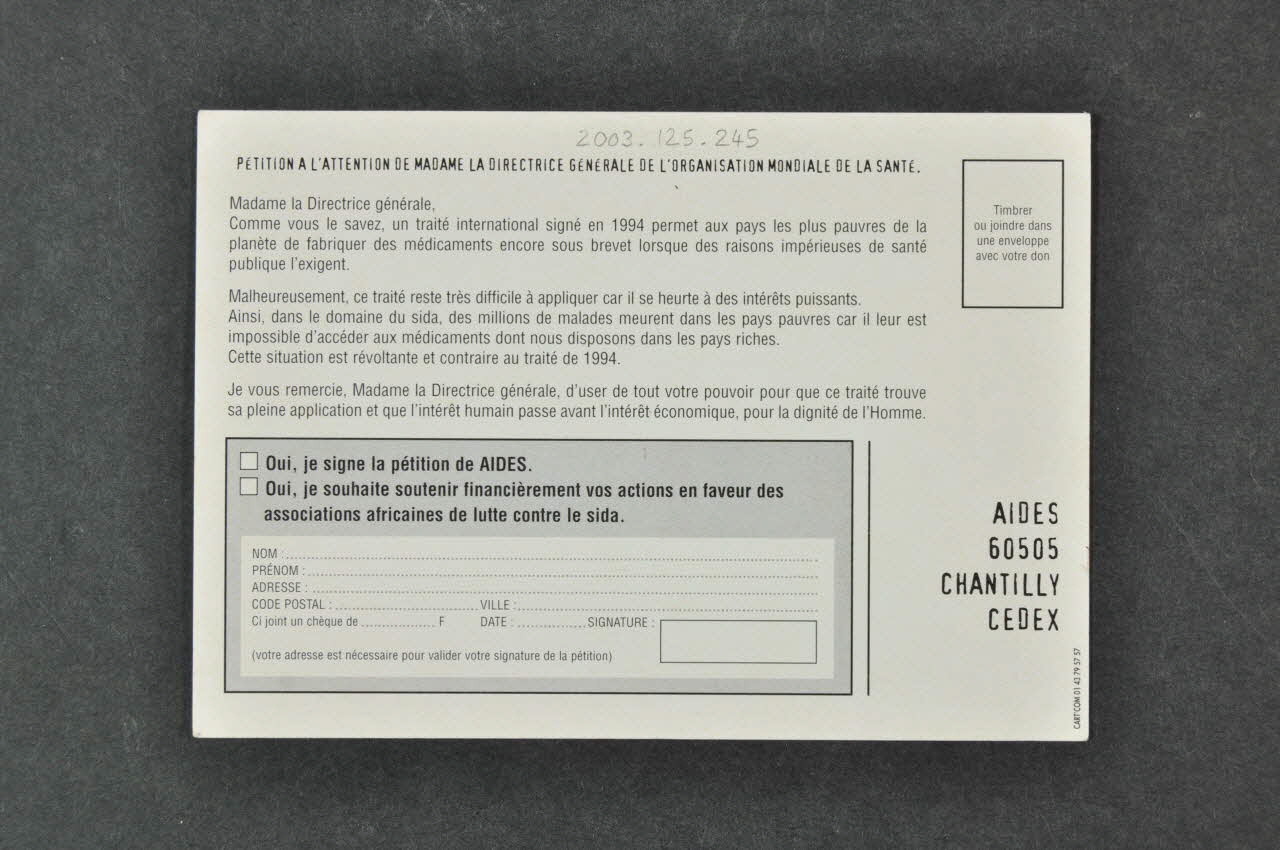 2003.125.245
PÉTITION A L'ATTENTION DE MADAME LA DIRECTRICE GÉNÉRALE DE L'ORGANISATION MONDIALE DE LA SANTÉ.
Madame la Directrice générale,
Comme vous le savez, un traité international signé en 1994 permet aux pays les plus pauvres de la
planète de fabriquer des médicaments encore sous brevet lorsque des raisons impérieuses de santé
publique l'exigent.
Malheureusement, ce traité reste très difficile à appliquer car il se heurte à des intérêts puissants.
Ainsi, dans le domaine du sida, des millions de malades meurent dans les pays pauvres car il leur est
impossible d'accéder aux médicaments dont nous disposons dans les pays riches.
Cette situation est révoltante et contraire au traité de 1994.
Je vous remercie, Madame la Directrice générale, d'user de tout votre pouvoir pour que ce traité trouve
sa pleine application et que l'intérêt humain passe avant l'intérêt économique, pour la dignité de l'Homme.
Timbrer
ou joindre dans
une enveloppe
avec votre don
Oui, je signe la pétition de AIDES.
Oui, je souhaite soutenir financièrement vos actions en faveur des
associations africaines de lutte contre le sida.
NOM :
PRÉNOM :
ADRESSE :
CODE POSTAL : VILLE :
Ci joint un chèque de F DATE : SIGNATURE :
(votre adresse est nécessaire pour valider votre signature de la pétition)
AIDES
60505
CHANTILLY
CEDEX
CART'COM 01 43 79 57 57